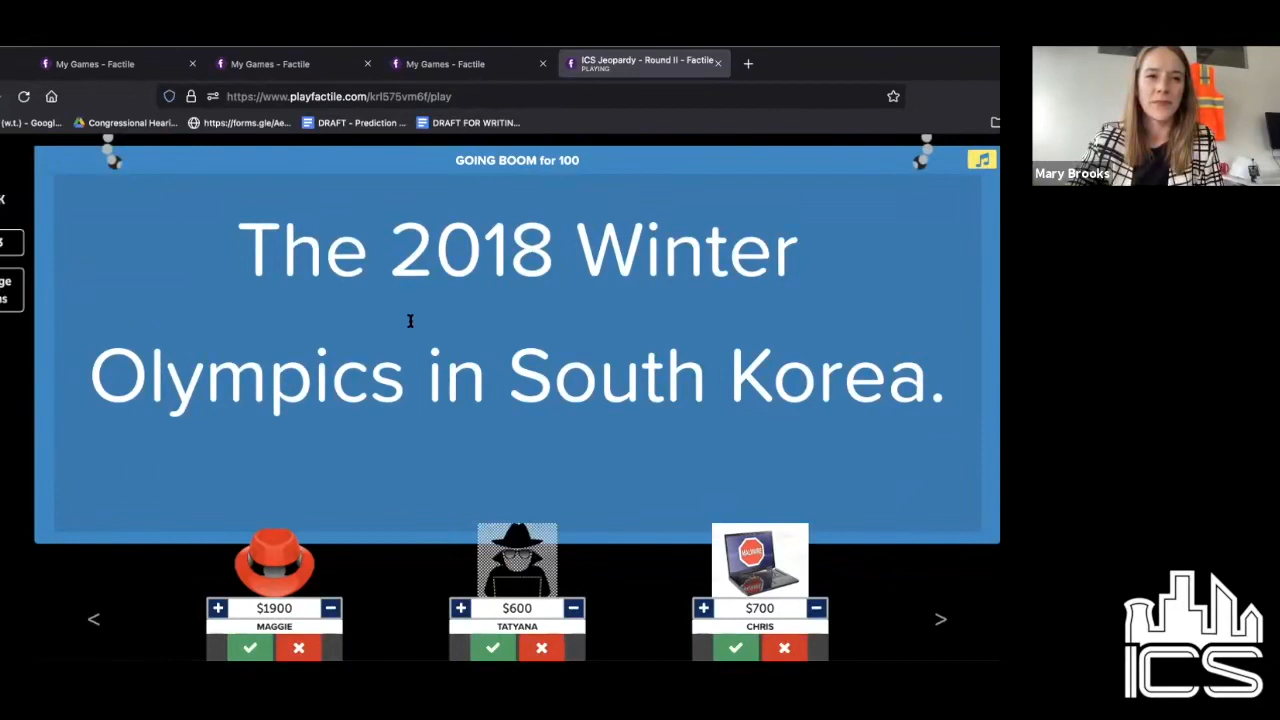 My Games - Factile
My Games - Factile
My Games - Factile
ICS Jeopardy - Round II - Factile
PLAYING
https://www.playfactile.com/krl575vm6f/play
(w.t.) - Googl...
Congressional Heari...
https://forms.gle/Ae...
DRAFT - Prediction ...
DRAFT FOR WRITIN...
GOING BOOM for 100
The 2018 Winter
Olympics in South Korea.
Mary Brooks
$1900
$600
$700
MAGGIE
TATYANA
CHRIS
ICS